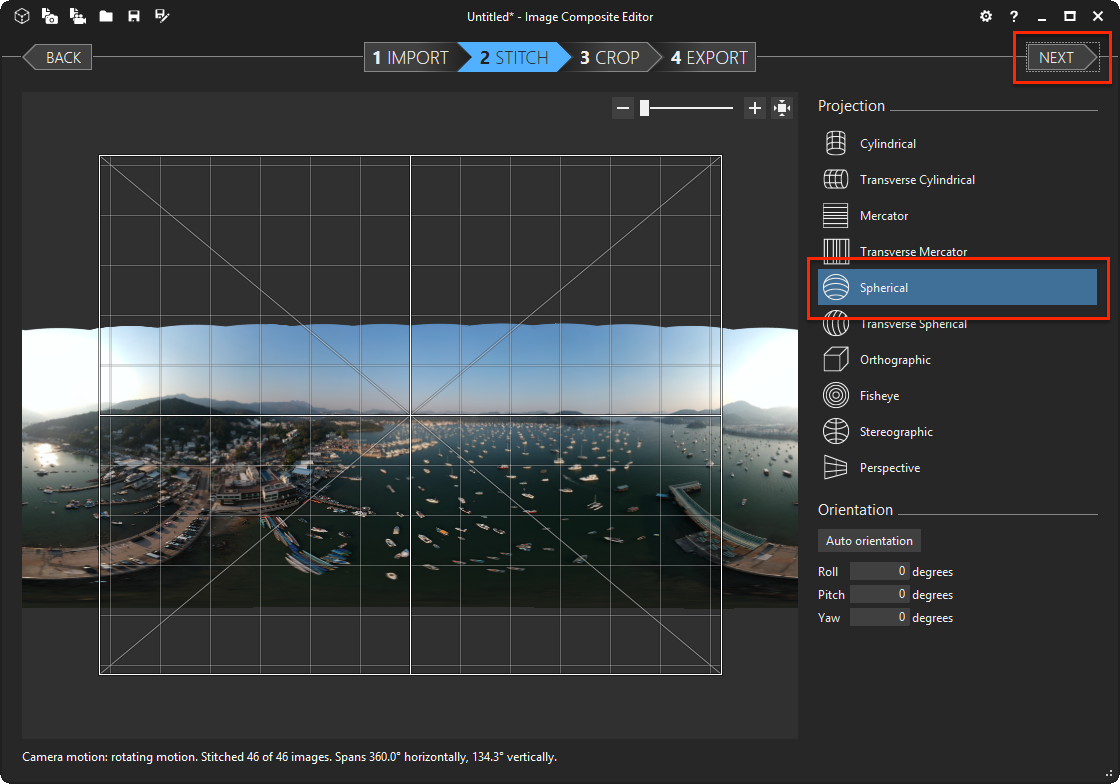 Untitled* - Image Composite Editor
?
BACK
1 IMPORT
2 STITCH
3 CROP
4 EXPORT
NEXT
Projection
Cylindrical
Transverse Cylindrical
Mercator
Transverse Mercator
Spherical
Transverse Spherical
Orthographic
Fisheye
Stereographic
Perspective
Orientation
Auto orientation
Roll 0 degrees
Pitch 0 degrees
Yaw 0 degrees
Camera motion: rotating motion. Stitched 46 of 46 images. Spans 360.0° horizontally, 134.3° vertically.